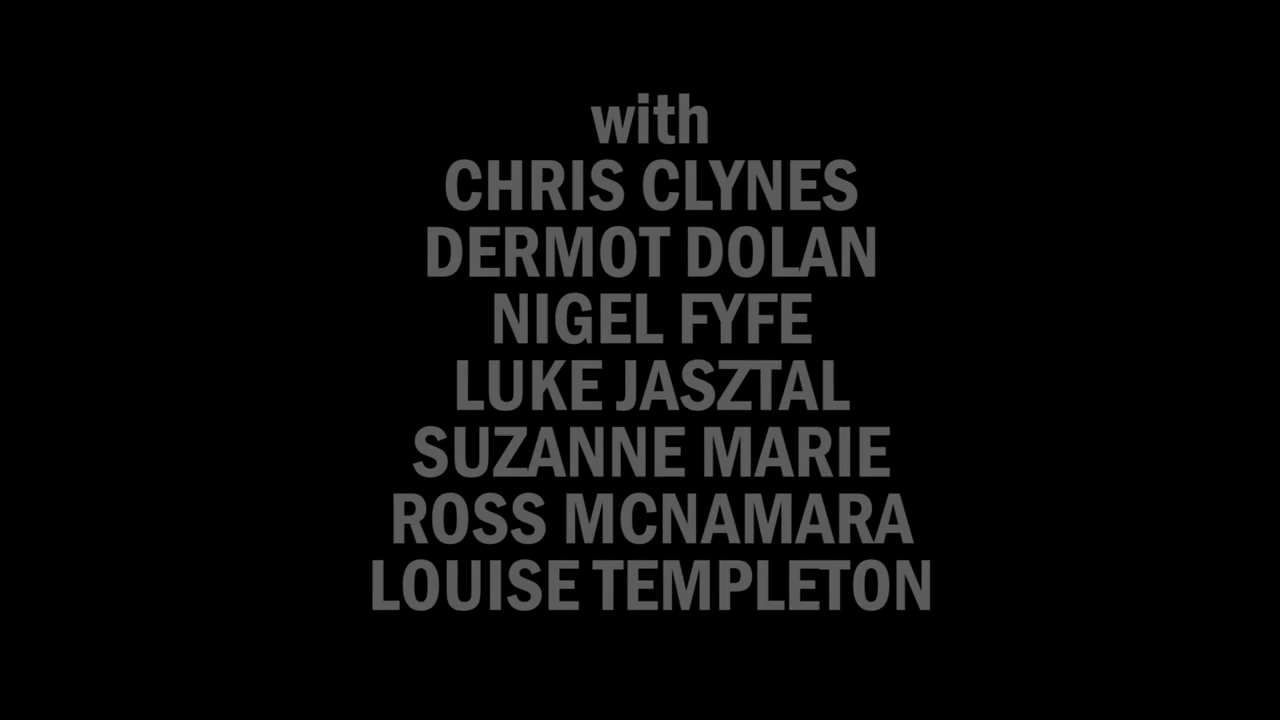 with
CHRIS CLYNES
DERMOT DOLAN
NIGEL FYFE
LUKE JASZTAL
SUZANNE MARIE
ROSS MCNAMARA
LOUISE TEMPLETON